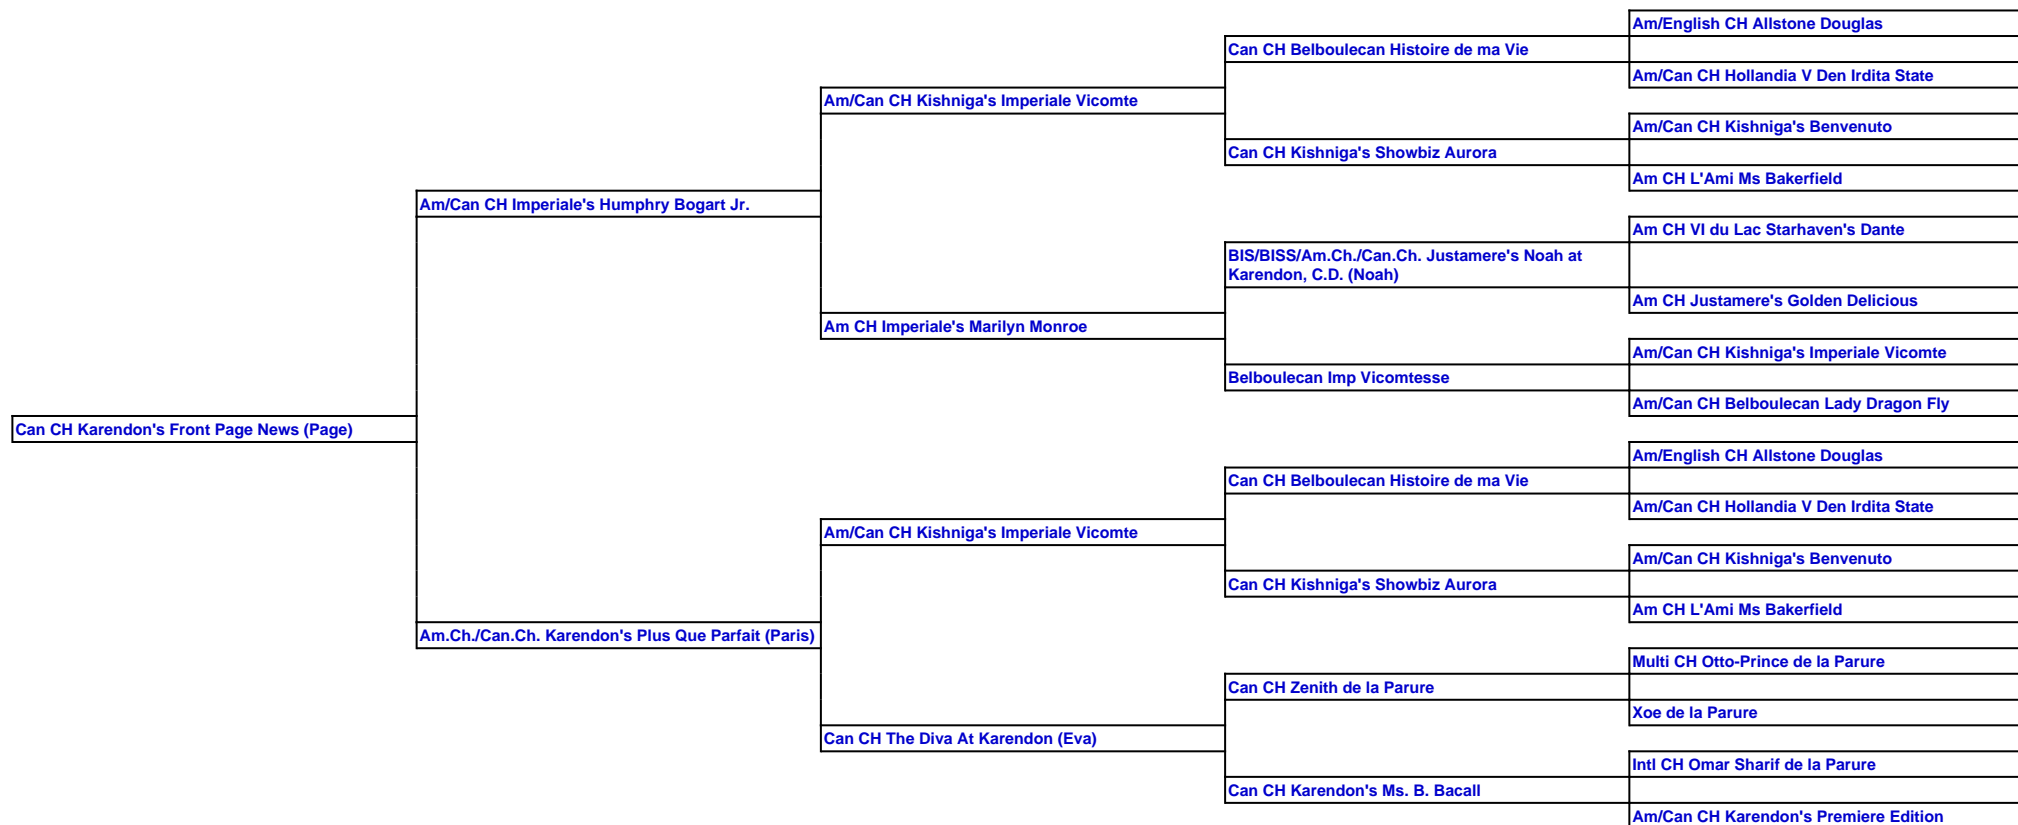 Am/English CH Allstone Douglas
Can CH Belboulecan Histoire de ma Vie
Am/Can CH Hollandia V Den Irdita State
Am/Can CH Kishniga's Imperiale Vicomte
Am/Can CH Kishniga's Benvenuto
Can CH Kishniga's Showbiz Aurora
Am CH L'Ami Ms Bakerfield
Am/Can CH Imperiale's Humphry Bogart Jr.
Am CH VI du Lac Starhaven's Dante
BIS/BISS/Am.Ch./Can.Ch. Justamere's Noah at
Karendon, C.D. (Noah)
Am CH Justamere's Golden Delicious
Am CH Imperiale's Marilyn Monroe
Am/Can CH Kishniga's Imperiale Vicomte
Belboulecan Imp Vicomtesse
Am/Can CH Belboulecan Lady Dragon Fly
Can CH Karendon's Front Page News (Page)
Am/English CH Allstone Douglas
Can CH Belboulecan Histoire de ma Vie
Am/Can CH Hollandia V Den Irdita State
Am/Can CH Kishniga's Imperiale Vicomte
Am/Can CH Kishniga's Benvenuto
Can CH Kishniga's Showbiz Aurora
Am CH L'Ami Ms Bakerfield
Am.Ch./Can.Ch. Karendon's Plus Que Parfait (Paris)
Multi CH Otto-Prince de la Parure
Can CH Zenith de la Parure
Xoe de la Parure
Can CH The Diva At Karendon (Eva)
Intl CH Omar Sharif de la Parure
Can CH Karendon's Ms. B. Bacall
Am/Can CH Karendon's Premiere Edition